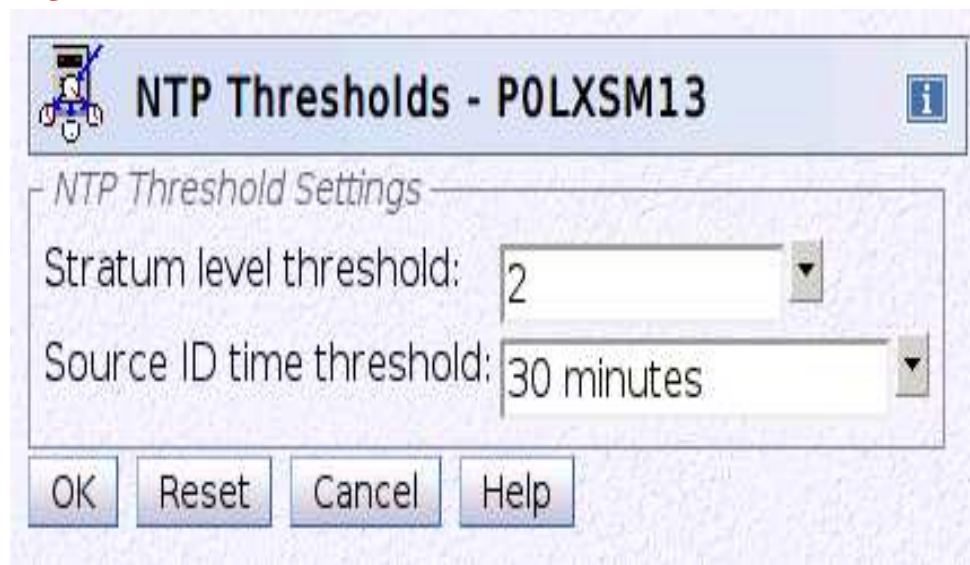 NTP Thresholds - P0LXSM13
NTP Threshold Settings
Stratum level threshold: 2
Source ID time threshold: 30 minutes
OK Reset Cancel Help